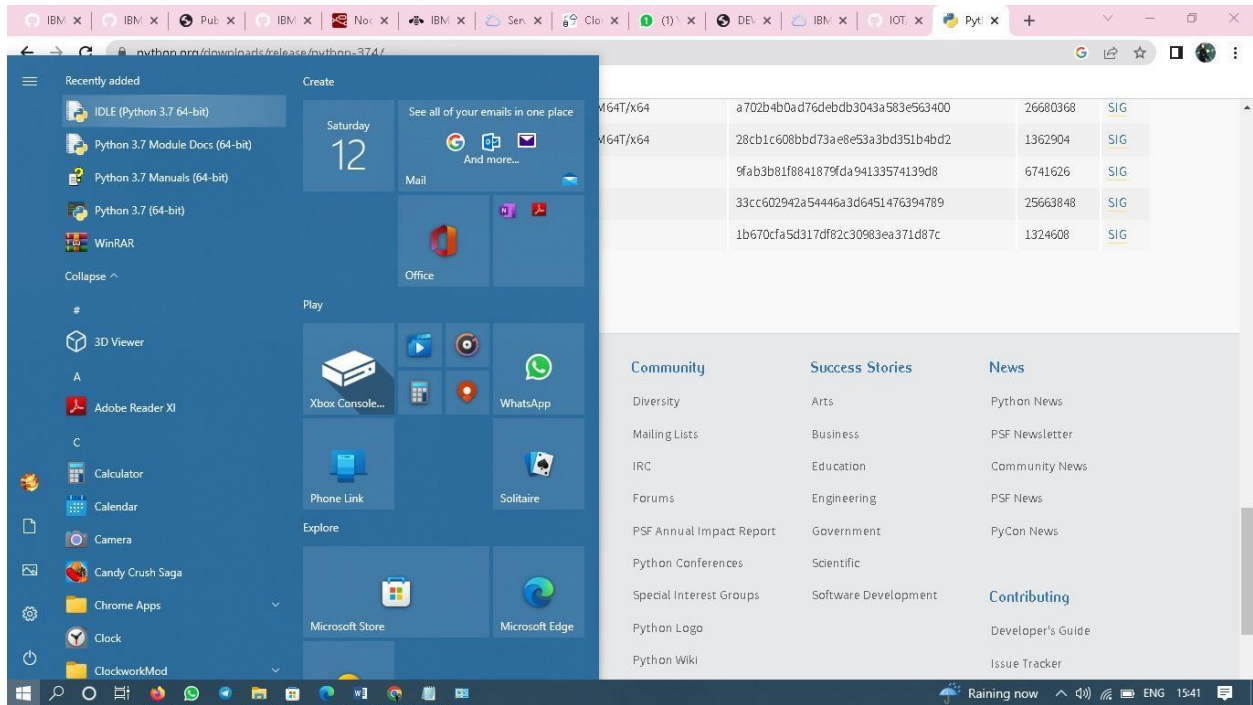 IBM
IBM
Pub
IBM
Noc
IBM
Ser
Clo
(1)
DEV
IBM
IOT
Pyt
python.org/downloads/release/python-374/
Recently added
IDLE (Python 3.7 64-bit)
Python 3.7 Module Docs (64-bit)
Python 3.7 Manuals (64-bit)
Python 3.7 (64-bit)
WinRAR
Collapse
#
3D Viewer
A
Adobe Reader XI
C
Calculator
Calendar
Camera
Candy Crush Saga
Chrome Apps
Clock
ClockworkMod
Create
Saturday
12
See all of your emails in one place
And more...
Mail
Office
Play
Xbox Console...
WhatsApp
Phone Link
Solitaire
Explore
Microsoft Store
Microsoft Edge
M64T/x64 a702b4b0ad76debdb3043a583e563400 26680368 SIG
M64T/x64 28cb1c608bbd73ae8e53a3bd351b4bd2 1362904 SIG
9fab3b81f8841879fda94133574139d8 6741626 SIG
33cc602942a54446a3d6451476394789 25663848 SIG
1b670cfa5d317df82c30983ea371d87c 1324608 SIG
Community
Diversity
Mailing Lists
IRC
Forums
PSF Annual Impact Report
Python Conferences
Special Interest Groups
Python Logo
Python Wiki
Success Stories
Arts
Business
Education
Engineering
Government
Scientific
Software Development
News
Python News
PSF Newsletter
Community News
PSF News
PyCon News
Contributing
Developer's Guide
Issue Tracker
Raining now ENG 15:41